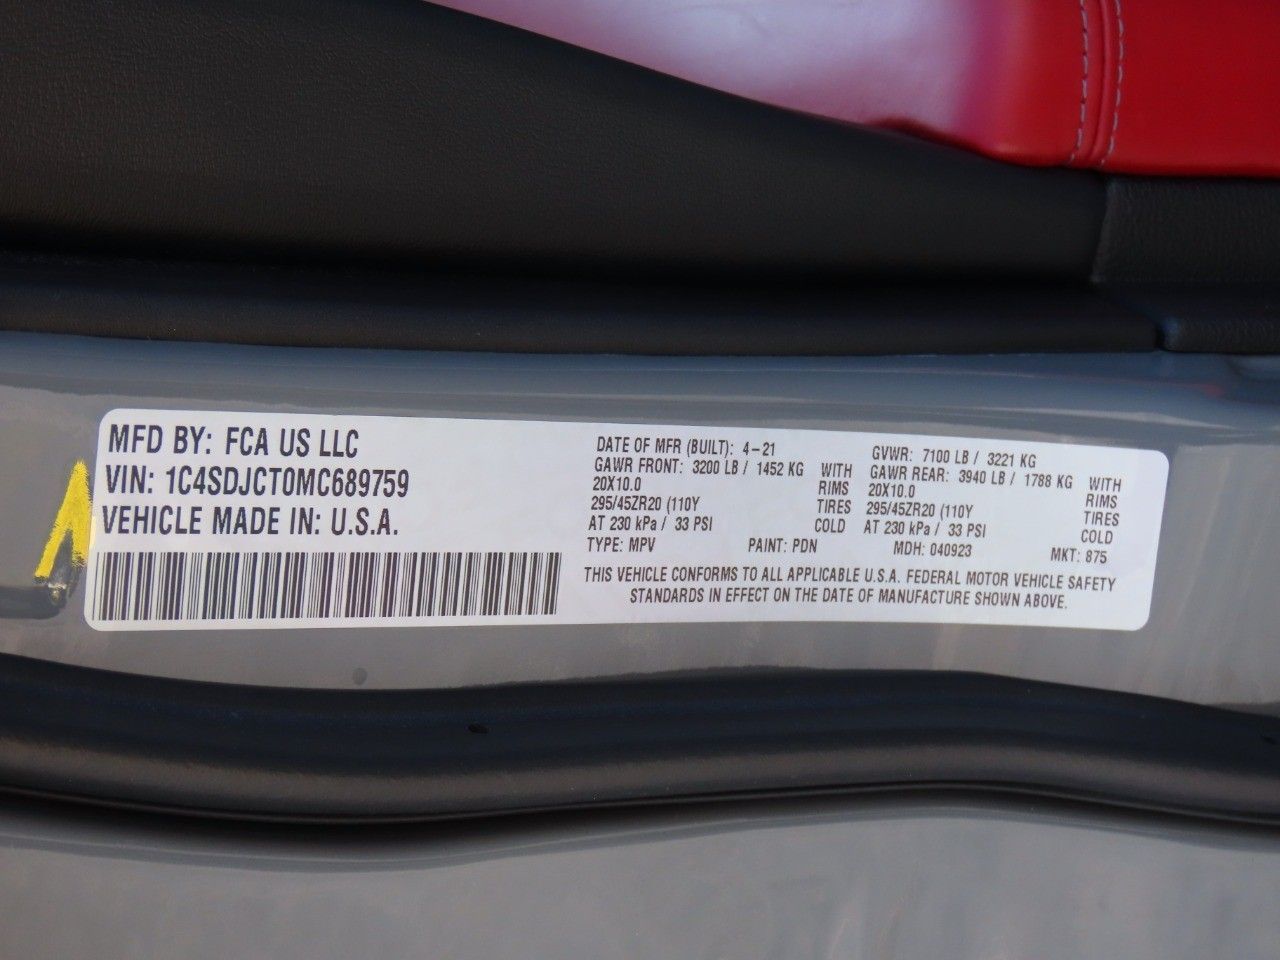 MFD BY: FCA US LLC
VIN: 1C4SDJCT0MC689759
VEHICLE MADE IN: U.S.A.
DATE OF MFR (BUILT): 4-21
GAWR FRONT: 3200 LB / 1452 KG WITH
20X10.0 RIMS
295/45ZR20 (110Y TIRES
AT 230 kPa / 33 PSI COLD
GVWR: 7100 LB / 3221 KG
GAWR REAR: 3940 LB / 1788 KG WITH
20X10.0 RIMS
295/45ZR20 (110Y TIRES
AT 230 kPa / 33 PSI COLD
TYPE: MPV PAINT: PDN MDH: 040923 MKT: 875
THIS VEHICLE CONFORMS TO ALL APPLICABLE U.S.A. FEDERAL MOTOR VEHICLE SAFETY
STANDARDS IN EFFECT ON THE DATE OF MANUFACTURE SHOWN ABOVE.